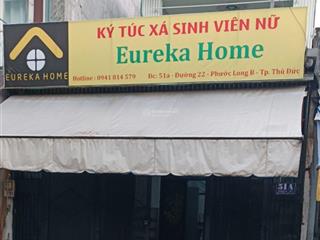 KÝ TÚC XÁ SINH VIÊN NỮ
Eureka Home
EUREKA HOME
Hotline : 0941 814 579 Đc: 51a - Đường 22 - Phước Long B - Tp. Thủ Đức
51A